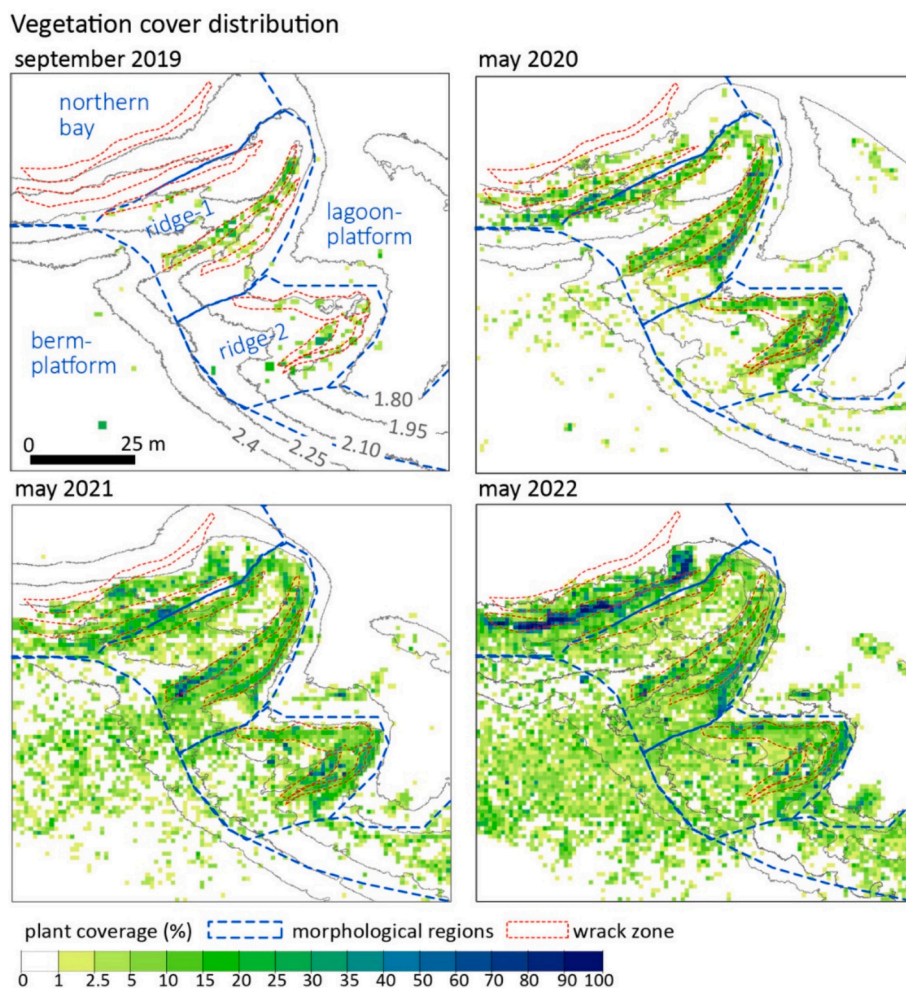 Vegetation cover distribution
september 2019
may 2020
northern
bay
ridge-1
lagoon-
platform
berm-
platform
ridge-2
1.80
1.95
2.10
2.25
2.4
0 25 m
may 2021
may 2022
plant coverage (%) morphological regions wrack zone
0 1 2.5 5 10 15 20 25 30 35 40 50 60 70 80 100